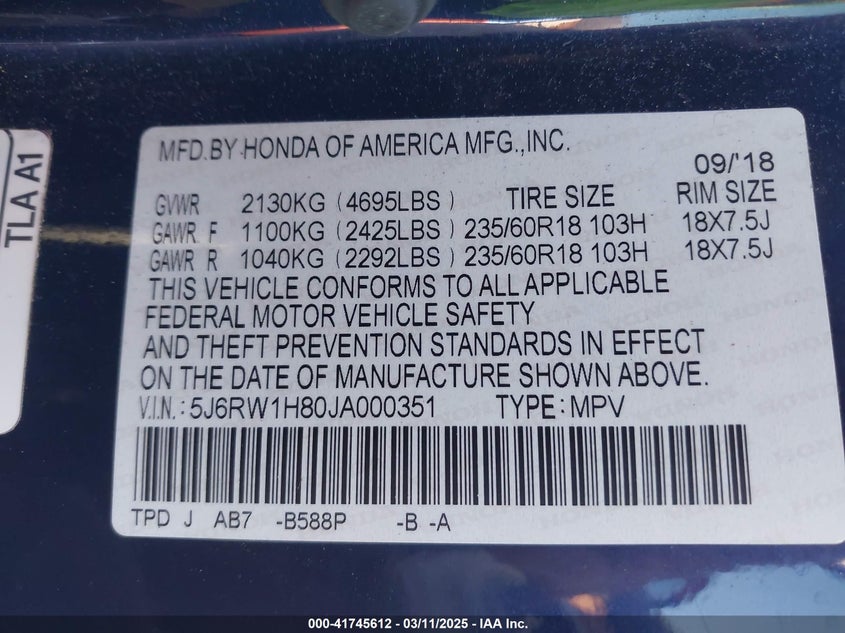 TLA A1
MFD.BY HONDA OF AMERICA MFG.,INC.
09/'18
GVWR 2130KG (4695LBS) TIRE SIZE RIM SIZE
GAWR F 1100KG (2425LBS) 235/60R18 103H 18X7.5J
GAWR R 1040KG (2292LBS) 235/60R18 103H 18X7.5J
THIS VEHICLE CONFORMS TO ALL APPLICABLE
FEDERAL MOTOR VEHICLE SAFETY
AND THEFT PREVENTION STANDARDS IN EFFECT
ON THE DATE OF MANUFACTURE SHOWN ABOVE.
V.I.N.: 5J6RW1H80JA000351 TYPE: MPV
TPD J AB7 -B588P -B -A
000-41745612 - 03/11/2025 - IAA Inc.